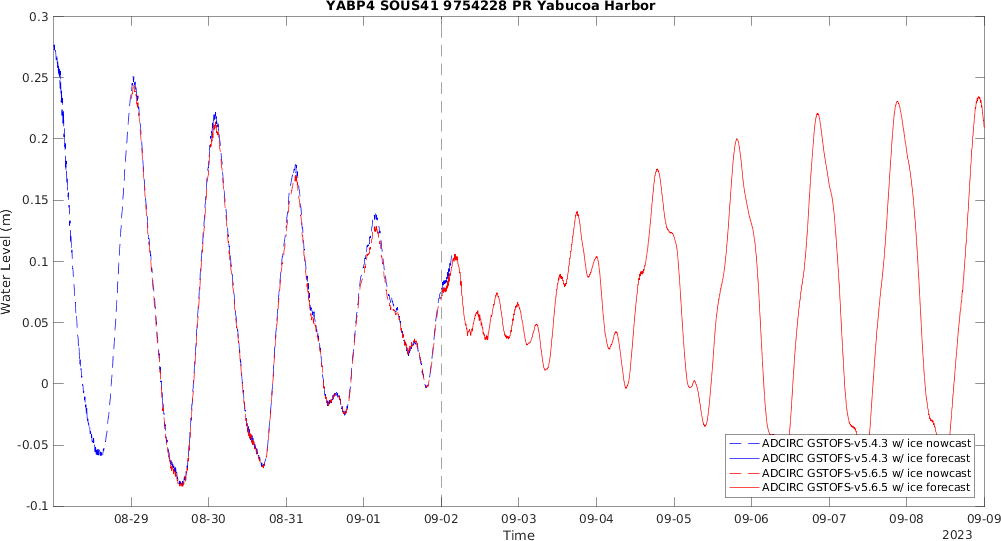 YABP4 SOUS41 9754228 PR Yabucoa Harbor
0.3
0.25
0.2
0.15
0.1
0.05
0
-0.05
-0.1
Water Level (m)
ADCIRC GSTOFS-v5.4.3 w/ ice nowcast
ADCIRC GSTOFS-v5.4.3 w/ ice forecast
ADCIRC GSTOFS-v5.6.5 w/ ice nowcast
ADCIRC GSTOFS-v5.6.5 w/ ice forecast
08-29 08-30 08-31 09-01 09-02 09-03 09-04 09-05 09-06 09-07 09-08 09-09
Time 2023